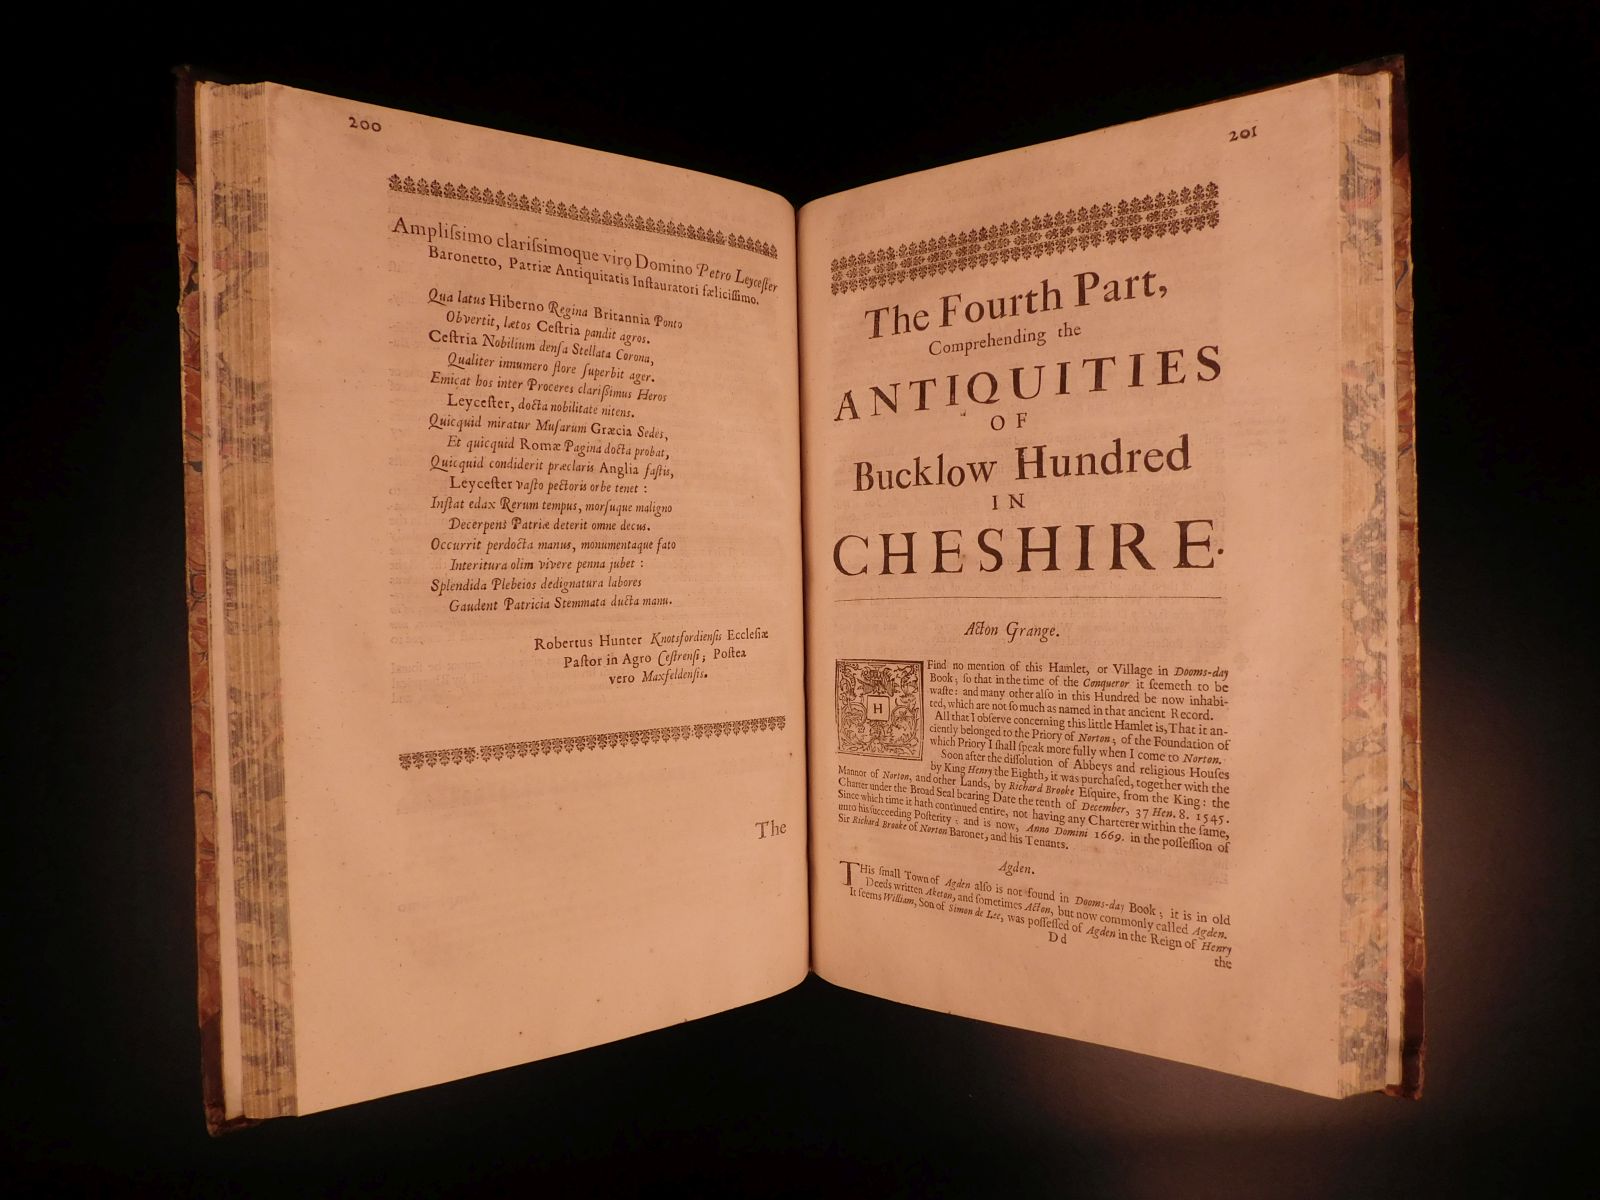 200
Ampliſsimo clariſsimoque viro Domino Petro Leyceſter
Baronetto, Patriæ Antiquitatis Inſtauratori fæliciſſimo.
Qua latus Hiberno Regina Britannia Ponto
Obvertit, lætos Ceſtria pandit agros.
Ceſtria Nobilium denſa Stellata Corona,
Qualiter innumero flore ſuperbit ager.
Emicat hos inter Proceres clariſsimus Heros
Leyceſter, docta nobilitate nitens.
Quicquid miratur Muſarum Græcia Sedes,
Et quicquid Romæ Pagina docta probat,
Quicquid condiderit præclaris Anglia faſtis,
Leyceſter vaſto pectoris orbe tenet :
Inſtat edax Rerum tempus, morſuque maligno
Decerpens Patriæ deterit omne decus.
Occurrit perdocta manus, monumentaque fato
Interitura olim vivere penna jubet :
Splendida Plebeios dedignatura labores
Gaudent Patricia Stemmata ducta manu.
Robertus Hunter Knotsfordienſis Eccleſiæ
Paſtor in Agro Ceſtrenſi; Poſtea
vero Maxfeldenſis.
The
201
The Fourth Part,
Comprehending the
ANTIQUITIES
OF
Bucklow Hundred
IN
CHESHIRE.
Acton Grange.
H
Find no mention of this Hamlet, or Village in Dooms-day
Book; ſo that in the time of the Conqueror it ſeemeth to be
waſte: and many other alſo in this Hundred be now inhabi-
ted, which are not ſo much as named in that ancient Record.
All that I obſerve concerning this little Hamlet is, That it an-
ciently belonged to the Priory of Norton; of the Foundation of
which Priory I ſhall ſpeak more fully when I come to Norton.
Soon after the diſſolution of Abbeys and religious Houſes
by King Henry the Eighth, it was purchaſed, together with the
Mannor of Norton, and other Lands, by Richard Brooke Eſquire, from the King: the
Charter under the Broad Seal bearing Date the tenth of December, 37 Hen. 8. 1545.
Since which time it hath continued entire, not having any Charterer within the ſame,
unto his ſucceeding Poſterity; and is now, Anno Domini 1669. in the poſſeſſion of
Sir Richard Brooke of Norton Baronet, and his Tenants.
Agden.
THis ſmall Town of Agden alſo is not found in Dooms-day Book; it is in old
Deeds written Aketon, and ſometimes Acton, but now commonly called Agden.
It ſeems William, Son of Simon de Lee, was poſſeſſed of Agden in the Reign of Henry
Dd
the